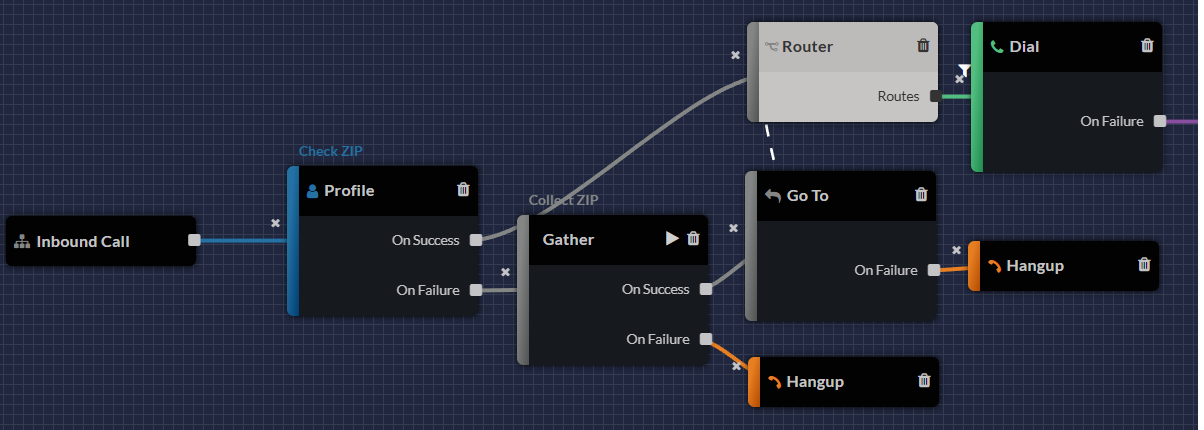 Router
Routes
Dial
On Failure
Check ZIP
Profile
On Success
On Failure
Inbound Call
Collect ZIP
Gather
On Success
On Failure
Go To
On Failure
Hangup
Hangup